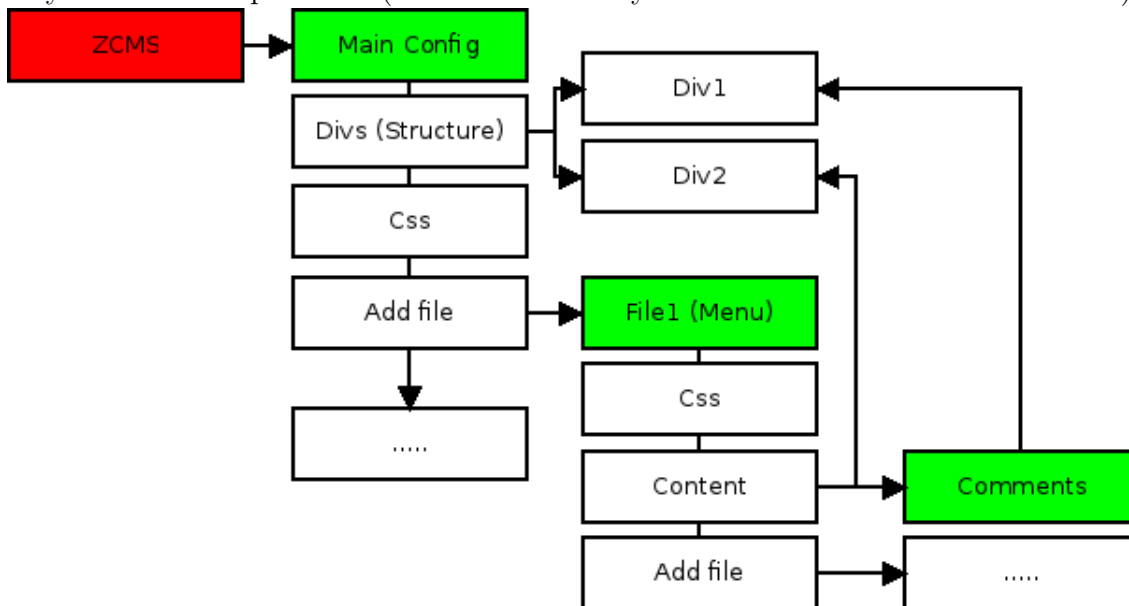 ZCMS
Main Config
Divs (Structure)
Div1
Div2
Css
Add file
File1 (Menu)
.....
Css
Content
Comments
Add file
.....